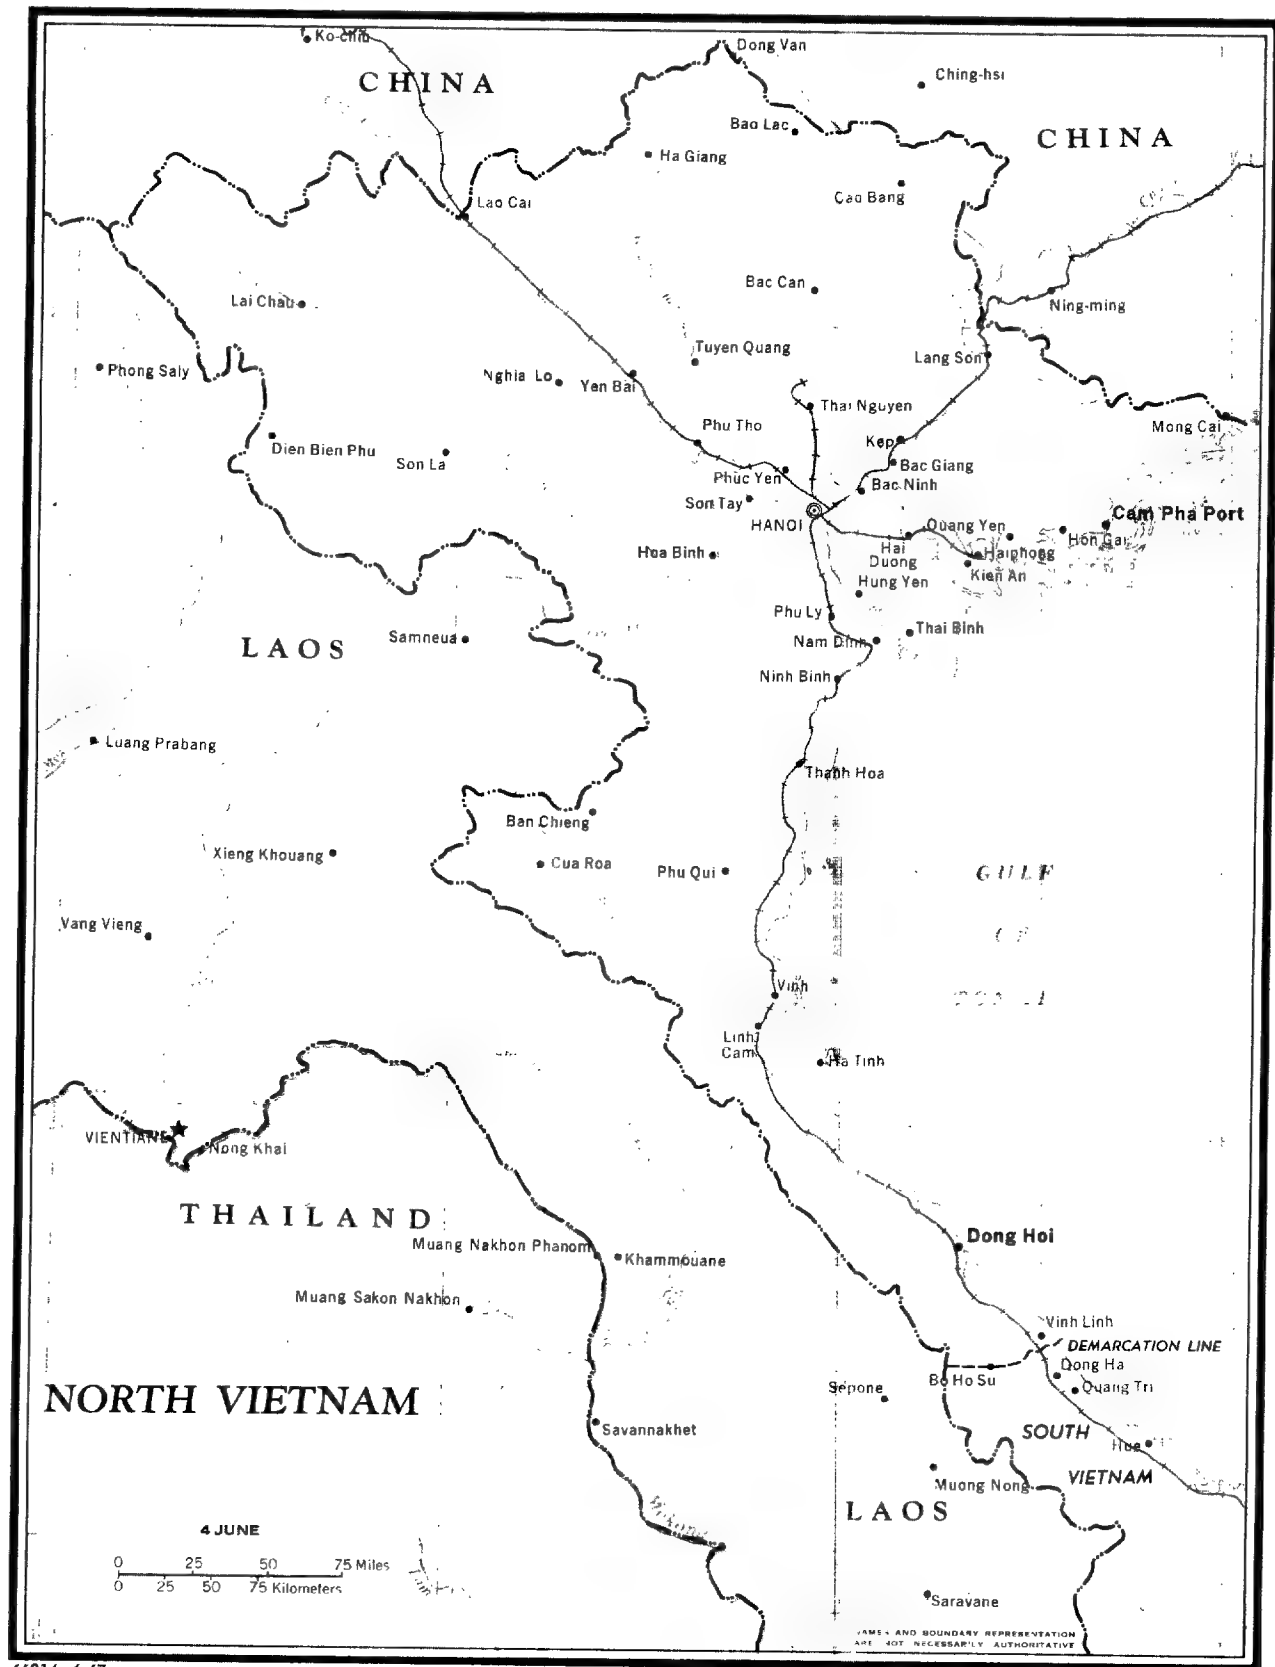 Ko-chiu
CHINA
Dong Van
Ching-hsi
Bao Lac
CHINA
Ha Giang
Cao Bang
Lao Cai
Bac Can
Lai Chau
Ning-ming
Tuyen Quang
Lang Son
Phong Saly
Nghia Lo
Yen Bai
Thai Nguyen
Mong Cai
Phu Tho
Kep
Dien Bien Phu
Son La
Bac Giang
Phuc Yen
Bac Ninh
Son Tay
Cam Pha Port
HANOI
Quang Yen
Hon Gai
Hai
Duong
Haiphong
Hoa Binh
Kien An
Hung Yen
Phu Ly
Thai Binh
Samneua
Nam Dinh
LAOS
Ninh Binh
Luang Prabang
Thanh Hoa
Ban Chieng
Xieng Khouang
Cua Roa
Phu Qui
GULF
OF
Vang Vieng
Vinh
Linh
Cam
Ha Tinh
VIENTIANE
Nong Khai
THAILAND
Dong Hoi
Muang Nakhon Phanom
Khammouane
Muang Sakon Nakhon
Vinh Linh
DEMARCATION LINE
Dong Ha
Bo Ho Su
Quang Tri
Sepone
NORTH VIETNAM
Savannakhet
SOUTH
Hue
VIETNAM
Muong Nong
LAOS
Mekong
4 JUNE
0 25 50 75 Miles
0 25 50 75 Kilometers
Saravane
NAMES AND BOUNDARY REPRESENTATION
ARE NOT NECESSARILY AUTHORITATIVE